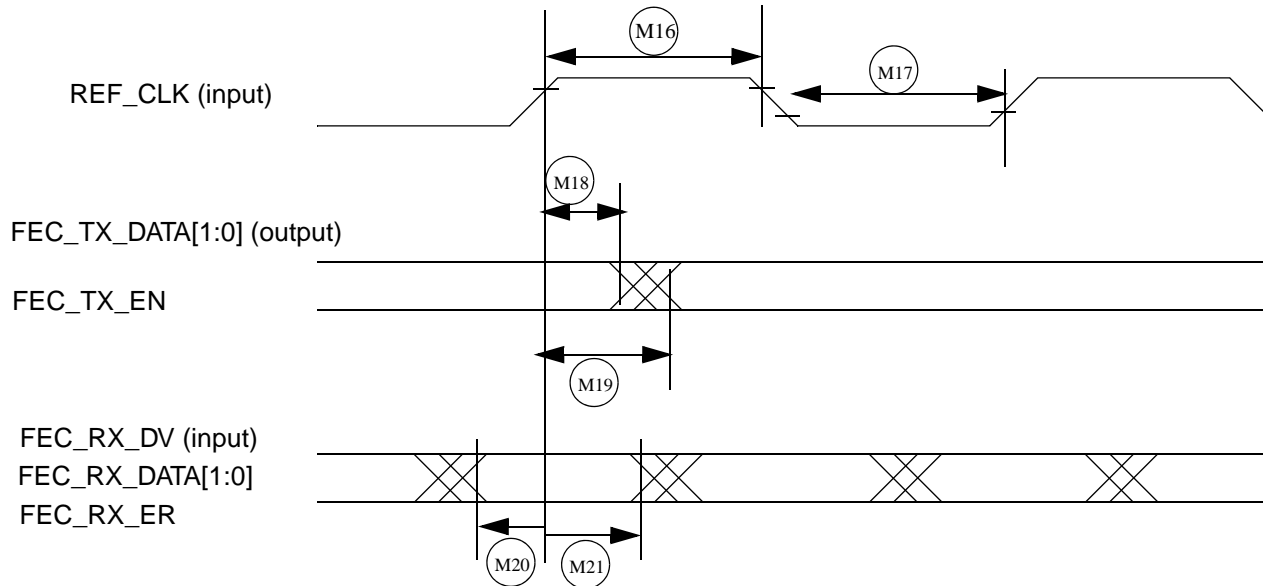 M16
REF_CLK (input)
M17
M18
FEC_TX_DATA[1:0] (output)
FEC_TX_EN
M19
FEC_RX_DV (input)
FEC_RX_DATA[1:0]
FEC_RX_ER
M20
M21